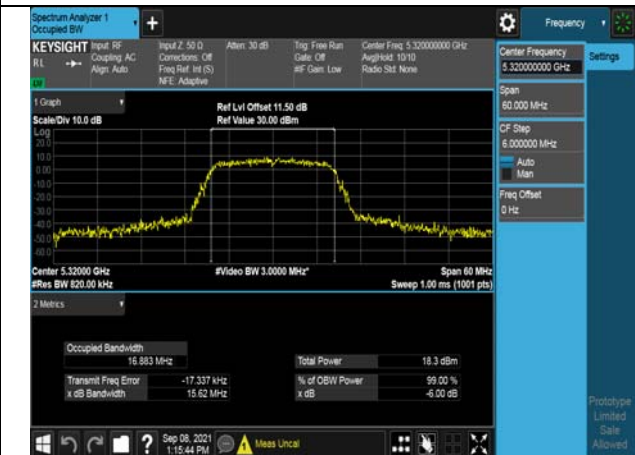 Spectrum Analyzer 1
Occupied BW
+
Frequency
KEYSIGHT
RL
Input: RF
Coupling: AC
Align: Auto
Input Z: 50 Ω
Corrections: Off
Freq Ref: Int (S)
NFE: Adaptive
Atten: 30 dB
Trig: Free Run
Gate: Off
#IF Gain: Low
Center Freq: 5.320000000 GHz
Avg|Hold: 10/10
Radio Std: None
Center Frequency
5.320000000 GHz
Settings
Span
60.000 MHz
CF Step
6.000000 MHz
Auto
Man
Freq Offset
0 Hz
1 Graph
Scale/Div 10.0 dB
Ref Lvl Offset 11.50 dB
Ref Value 30.00 dBm
Log
20.0
10.0
0.00
-10.0
-20.0
-30.0
-40.0
-50.0
-60.0
Center 5.32000 GHz
#Video BW 3.0000 MHz*
Span 60 MHz
#Res BW 820.00 kHz
Sweep 1.00 ms (1001 pts)
2 Metrics
Occupied Bandwidth
16.883 MHz
Total Power
18.3 dBm
Transmit Freq Error
-17.337 kHz
% of OBW Power
99.00 %
x dB Bandwidth
15.62 MHz
x dB
-6.00 dB
Prototype
Limited
Sale
Allowed
?
Sep 08, 2021
1:15:44 PM
Meas Uncal